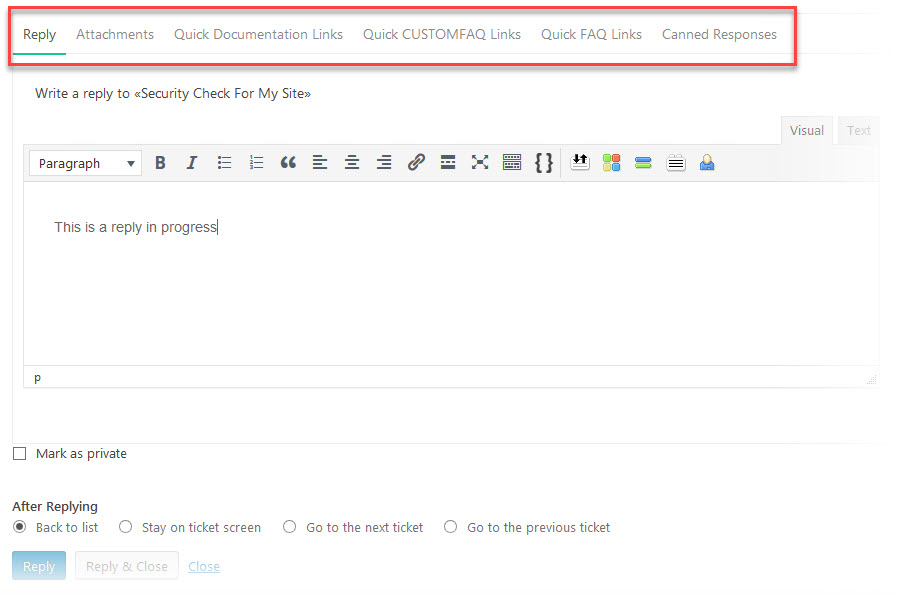 Reply Attachments Quick Documentation Links Quick CUSTOMFAQ Links Quick FAQ Links Canned Responses
Write a reply to «Security Check For My Site»
Visual Text
Paragraph
This is a reply in progress
p
Mark as private
After Replying
Back to list Stay on ticket screen Go to the next ticket Go to the previous ticket
Reply Reply & Close Close